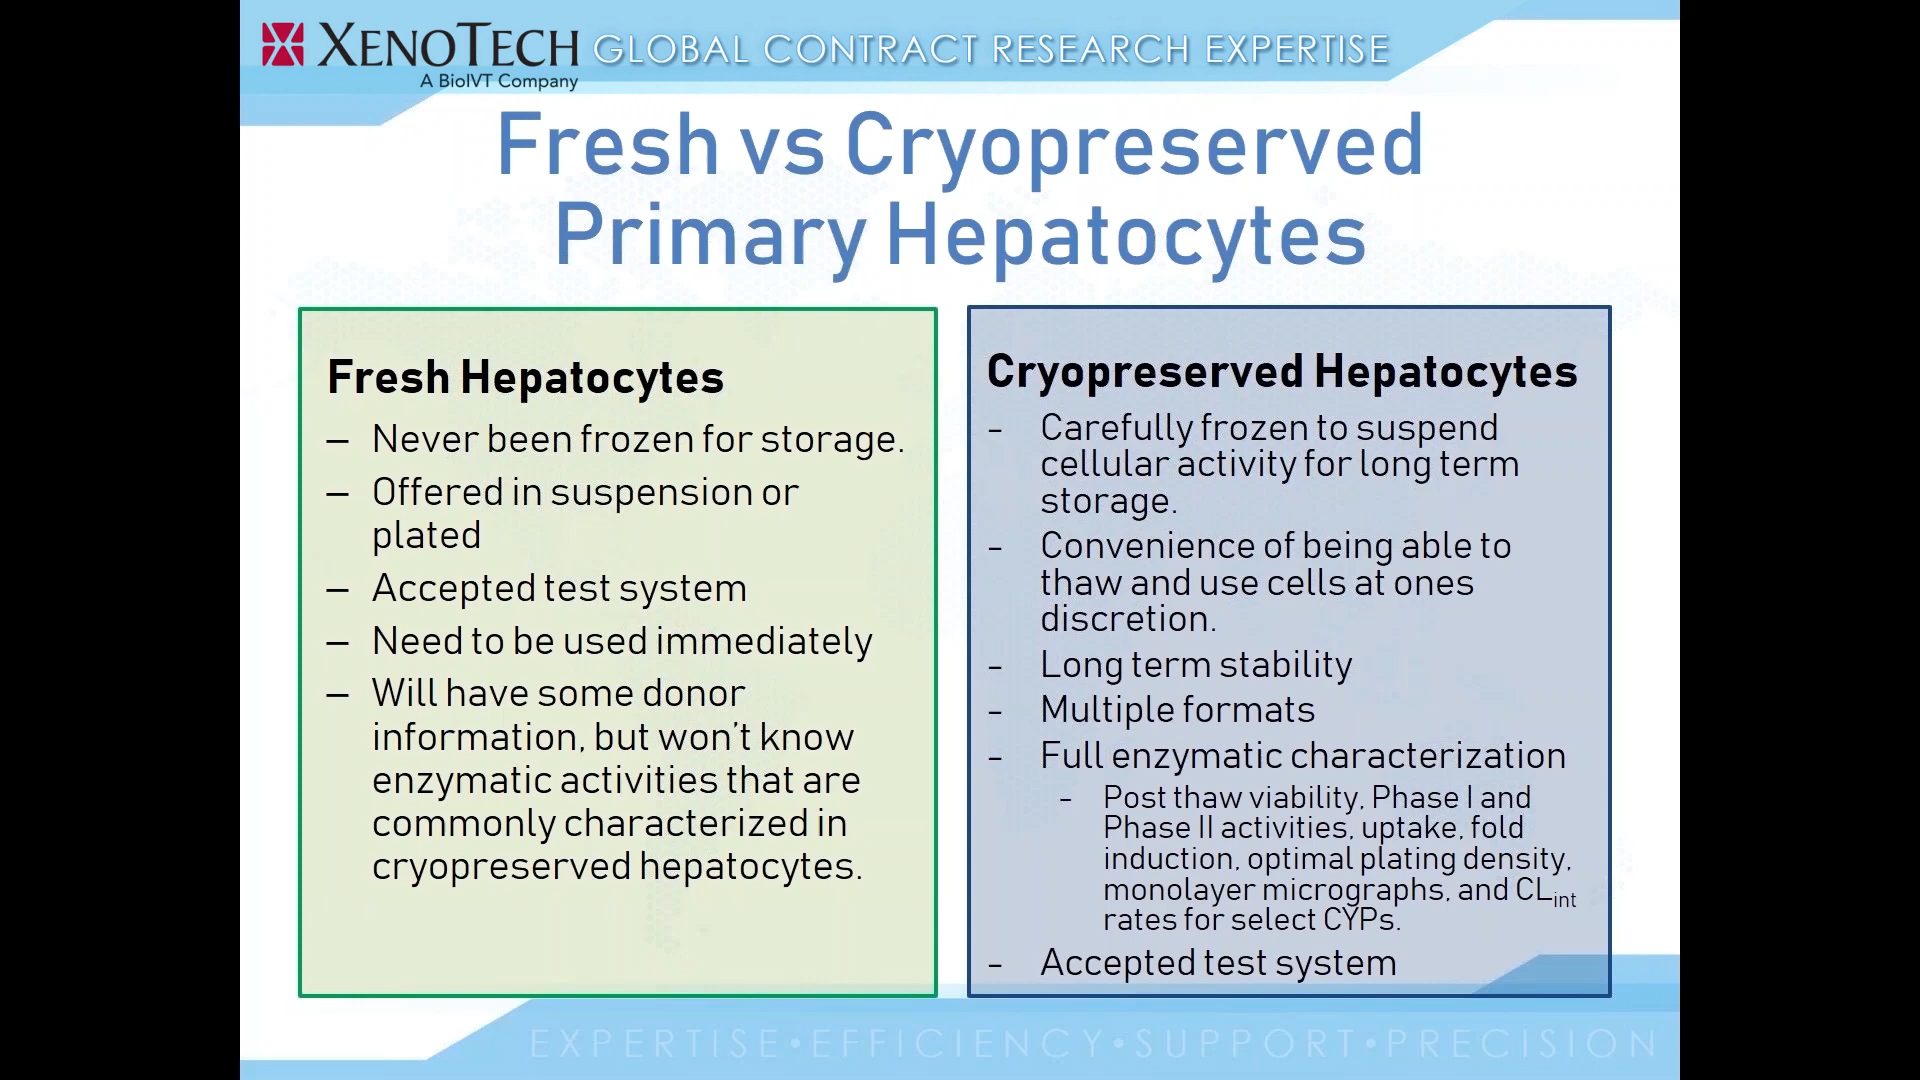 XENOTECH
A BioIVT Company
GLOBAL CONTRACT RESEARCH EXPERTISE
Fresh vs Cryopreserved
Primary Hepatocytes
Fresh Hepatocytes
– Never been frozen for storage.
– Offered in suspension or
plated
– Accepted test system
– Need to be used immediately
– Will have some donor
information, but won’t know
enzymatic activities that are
commonly characterized in
cryopreserved hepatocytes.
Cryopreserved Hepatocytes
- Carefully frozen to suspend
cellular activity for long term
storage.
- Convenience of being able to
thaw and use cells at ones
discretion.
- Long term stability
- Multiple formats
- Full enzymatic characterization
- Post thaw viability, Phase I and
Phase II activities, uptake, fold
induction, optimal plating density,
monolayer micrographs, and CLint
rates for select CYPs.
- Accepted test system
EXPERTISE•EFFICIENCY•SUPPORT•PRECISION